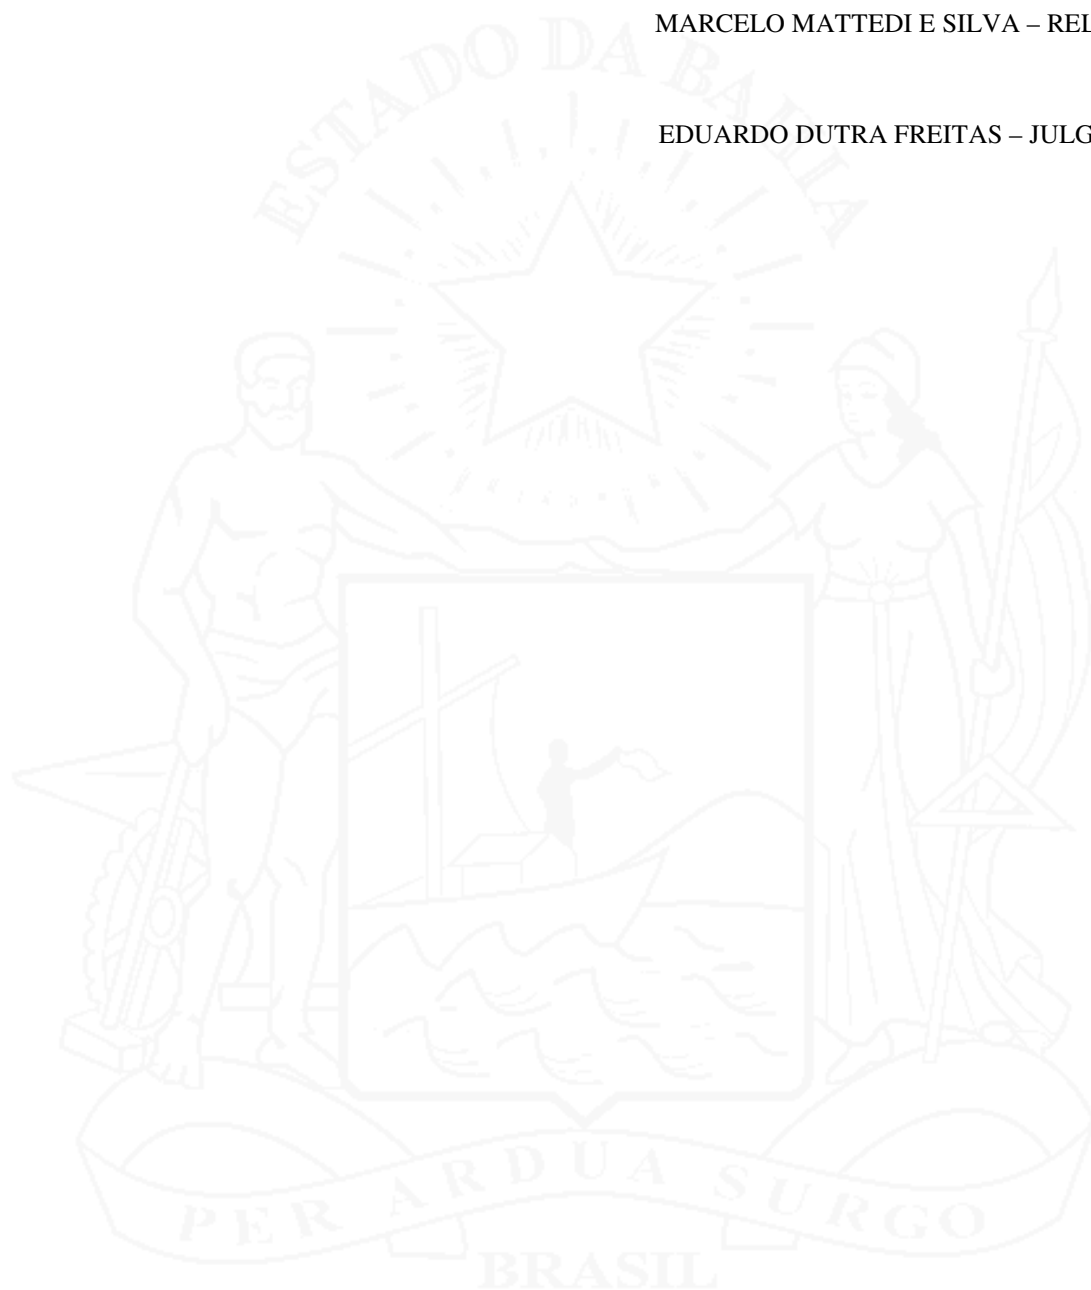 MARCELO MATTEDI E SILVA – REL
EDUARDO DUTRA FREITAS – JULG
ESTADO DA BAHIA
PER ARDUA SURGO
BRASIL